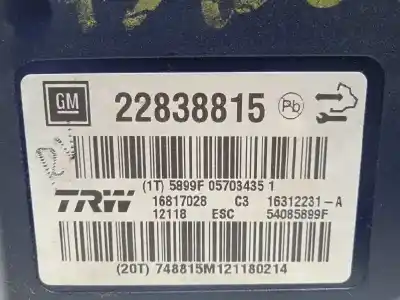 GM 22838815 Pb
(1T) 5899F 05703435 1
TRW 16817028 C3 16312231-A
12118 ESC 54085899F
(20T) 748815M121180214